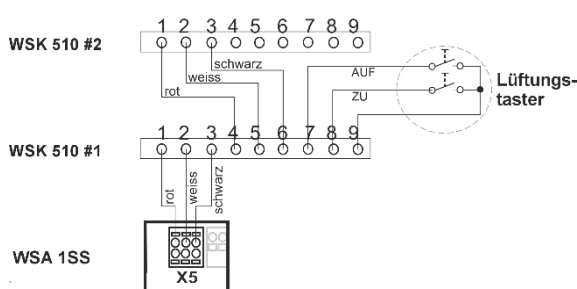 1 2 3 4 5 6 7 8 9
WSK 510 #2
schwarz
weiss
rot
AUF
ZU
Lüftungs-
taster
1 2 3 4 5 6 7 8 9
WSK 510 #1
rot
weiss
schwarz
WSA 1SS
X5